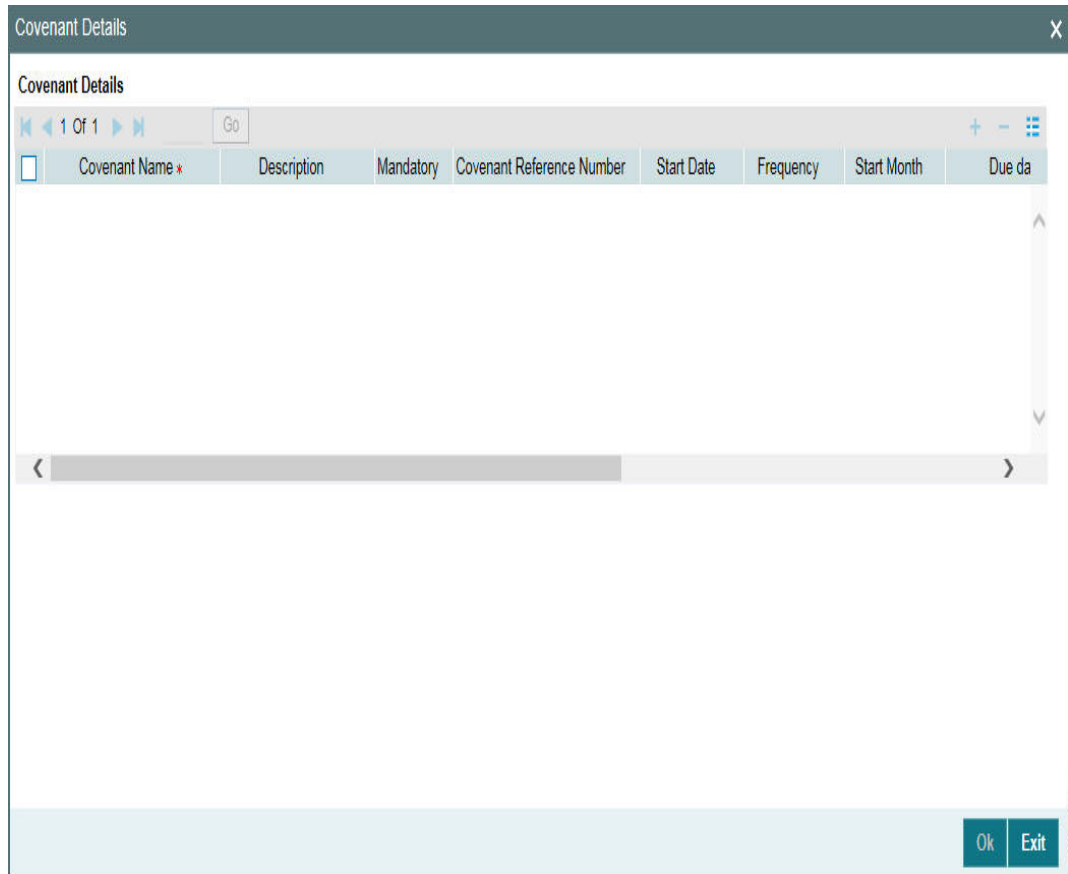 Covenant Details X
Covenant Details
1 Of 1 Go
Covenant Name * Description Mandatory Covenant Reference Number Start Date Frequency Start Month Due da
Ok Exit